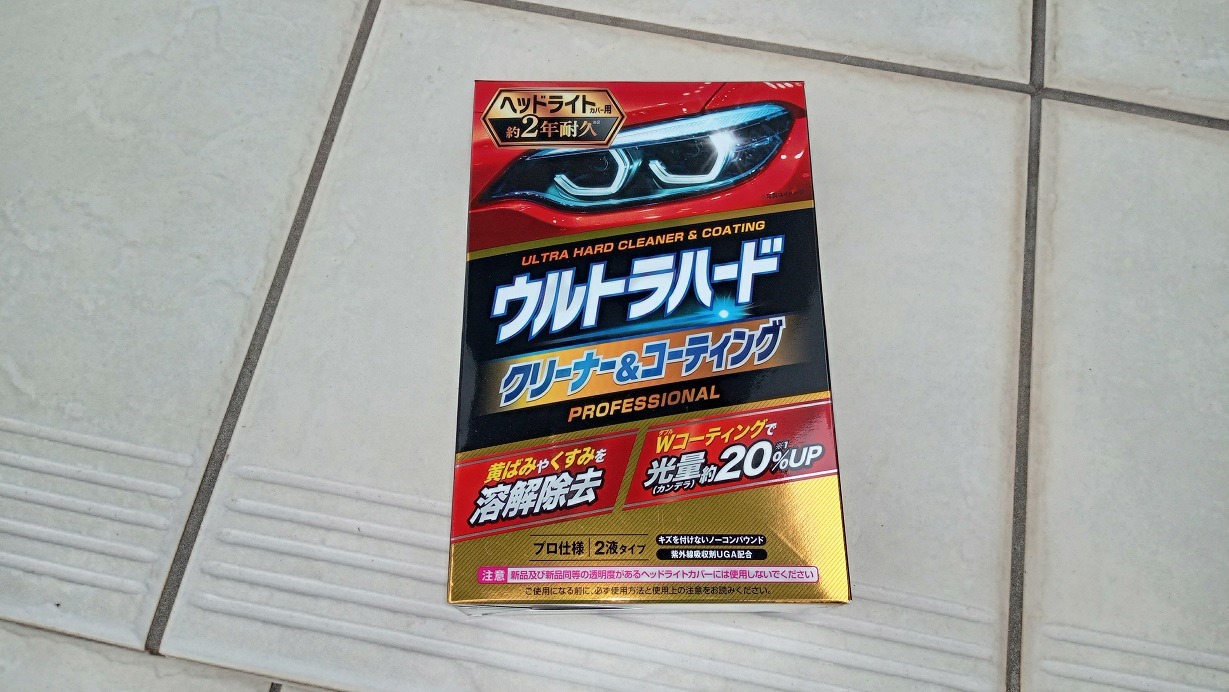 ヘッドライトカバー用
約2年耐久※2
ULTRA HARD CLEANER & COATING
ウルトラハード
クリーナー&コーティング
PROFESSIONAL
黄ばみやくすみを
溶解除去
ダブル
Wコーティングで
光量約20%UP※1
(カンデラ)
プロ仕様 2液タイプ
キズを付けないノーコンパウンド
紫外線吸収剤UGA配合
注意 新品及び新品同等の透明度があるヘッドライトカバーには使用しないでください
ご使用になる前に、必ず使用方法と使用上の注意をお読みください。